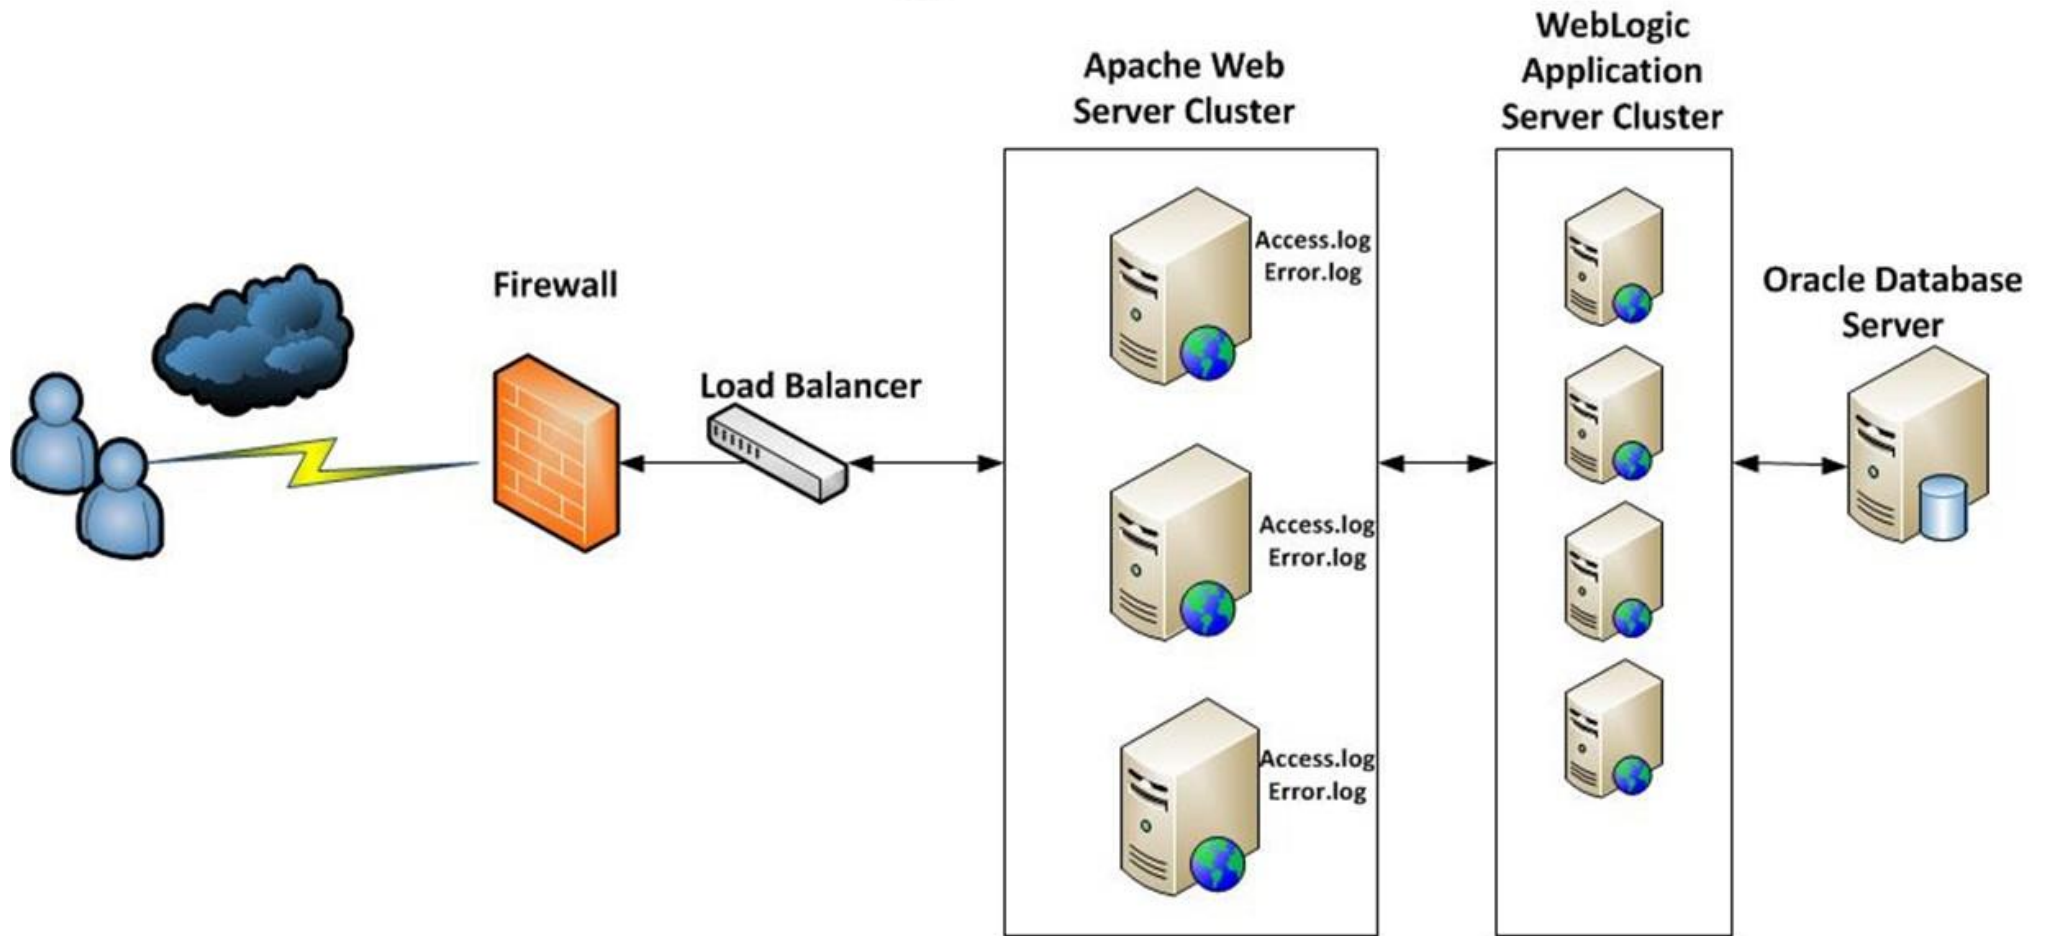 Firewall
Load Balancer
Apache Web
Server Cluster
Access.log
Error.log
Access.log
Error.log
Access.log
Error.log
WebLogic
Application
Server Cluster
Oracle Database
Server